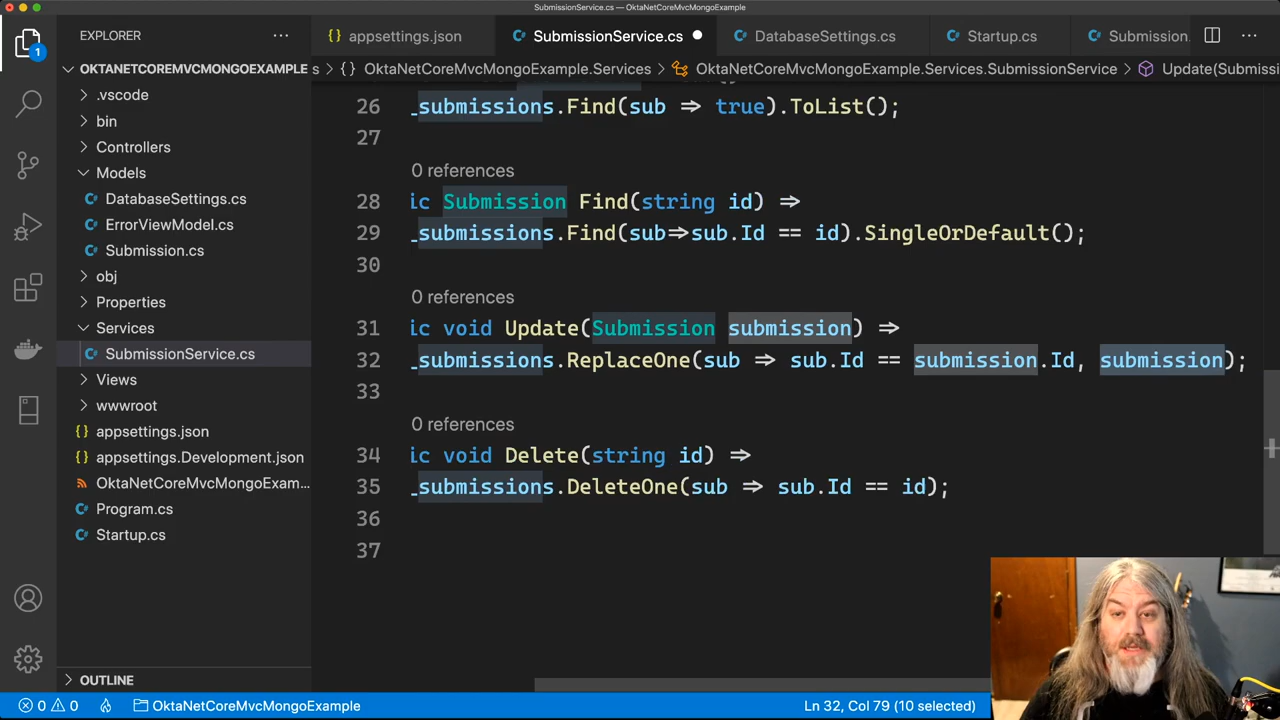 SubmissionService.cs — OktaNetCoreMvcMongoExample
EXPLORER
appsettings.json
SubmissionService.cs
DatabaseSettings.cs
Startup.cs
Submission.
OKTANETCOREMVCMONGOEXAMPLE
s > {} OktaNetCoreMvcMongoExample.Services > OktaNetCoreMvcMongoExample.Services.SubmissionService > Update(Submissi
1
.vscode
bin
Controllers
Models
DatabaseSettings.cs
ErrorViewModel.cs
Submission.cs
obj
Properties
Services
SubmissionService.cs
Views
wwwroot
{} appsettings.json
{} appsettings.Development.json
OktaNetCoreMvcMongoExam...
Program.cs
Startup.cs
OUTLINE
26 _submissions.Find(sub => true).ToList();
27
0 references
28 ic Submission Find(string id) =>
29 _submissions.Find(sub=>sub.Id == id).SingleOrDefault();
30
0 references
31 ic void Update(Submission submission) =>
32 _submissions.ReplaceOne(sub => sub.Id == submission.Id, submission);
33
0 references
34 ic void Delete(string id) =>
35 _submissions.DeleteOne(sub => sub.Id == id);
36
37
0 0 OktaNetCoreMvcMongoExample
Ln 32, Col 79 (10 selected)